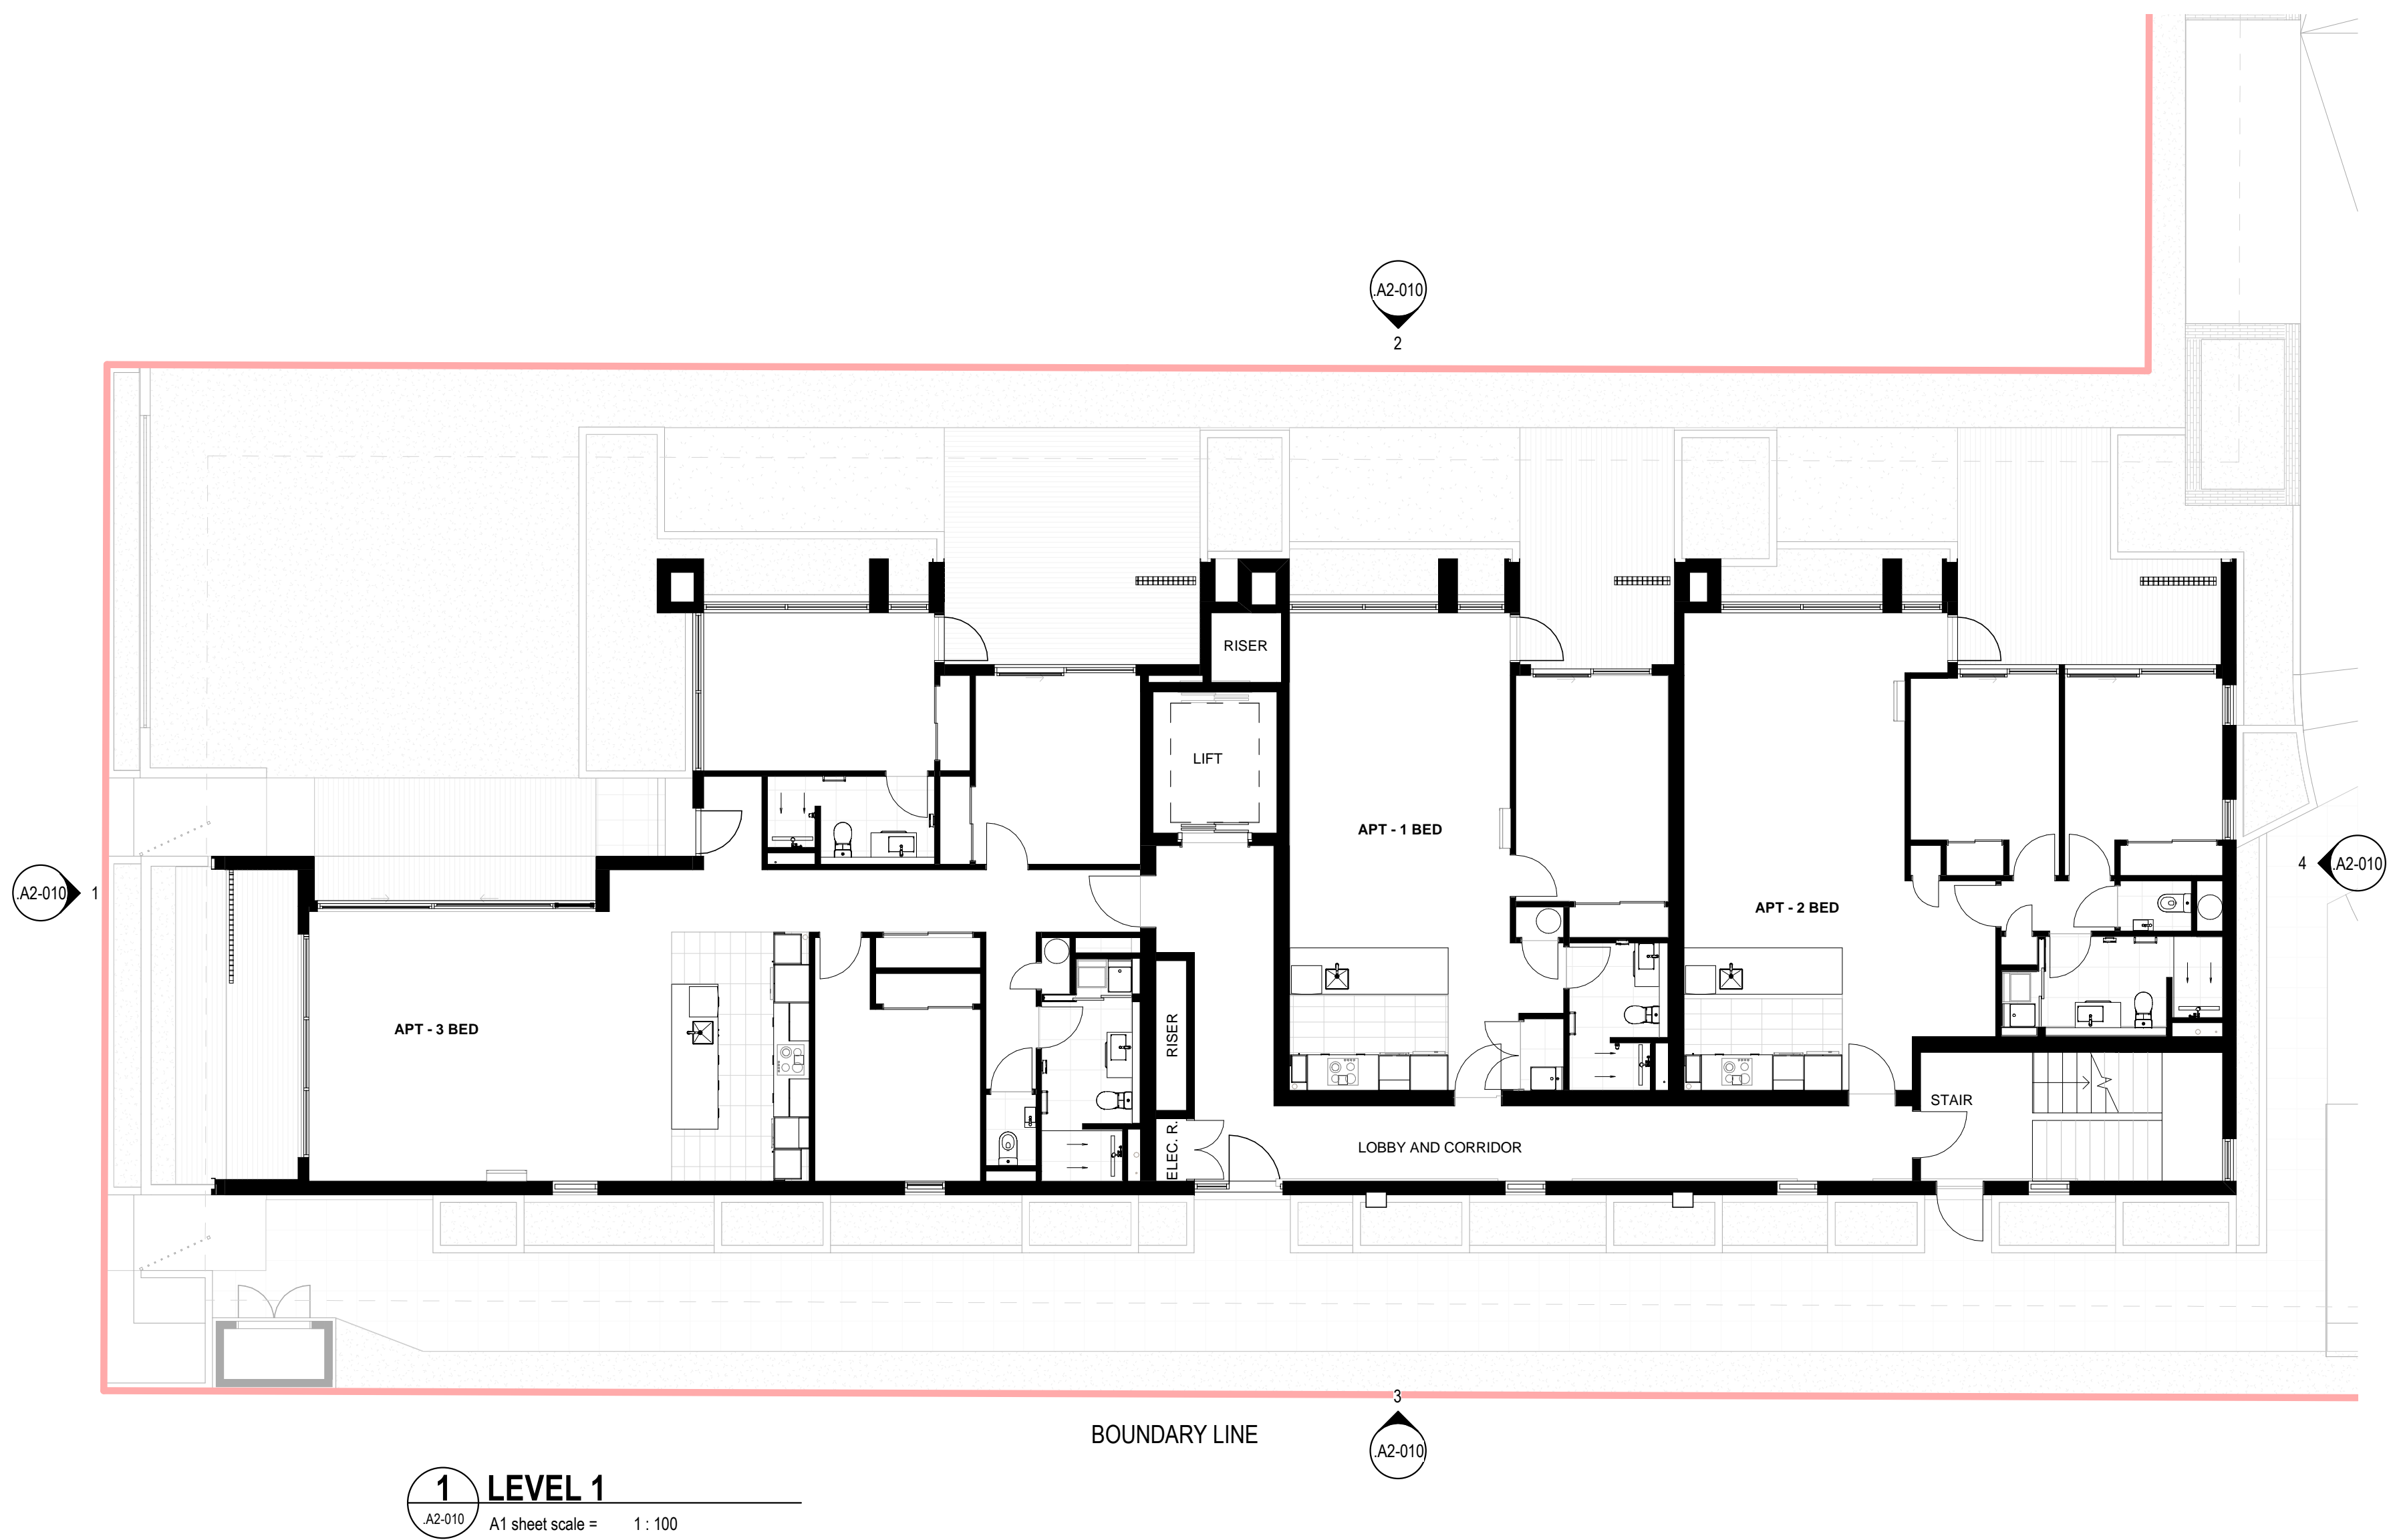 .A2-010
2
RISER
LIFT
APT - 1 BED
.A2-010
1
4
.A2-010
APT - 2 BED
APT - 3 BED
RISER
STAIR
ELEC. R.
LOBBY AND CORRIDOR
3
BOUNDARY LINE
.A2-010
1
LEVEL 1
.A2-010
A1 sheet scale = 1 : 100